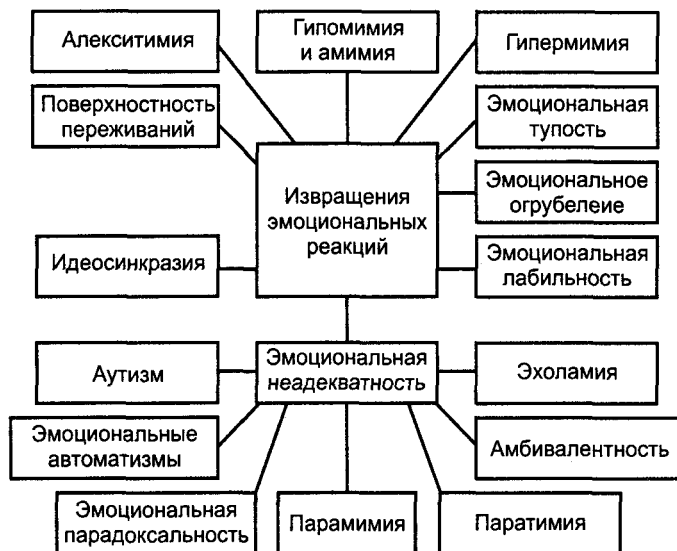 Алекситимия
Гипомимия
и амимия
Гипермимия
Поверхностность
переживаний
Эмоциональная
тупость
Извращения
эмоциональных
реакций
Эмоциональное
огрубелеие
Идеосинкразия
Эмоциональная
лабильность
Аутизм
Эмоциональная
неадекватность
Эхоламия
Эмоциональные
автоматизмы
Амбивалентность
Эмоциональная
парадоксальность
Парамимия
Паратимия